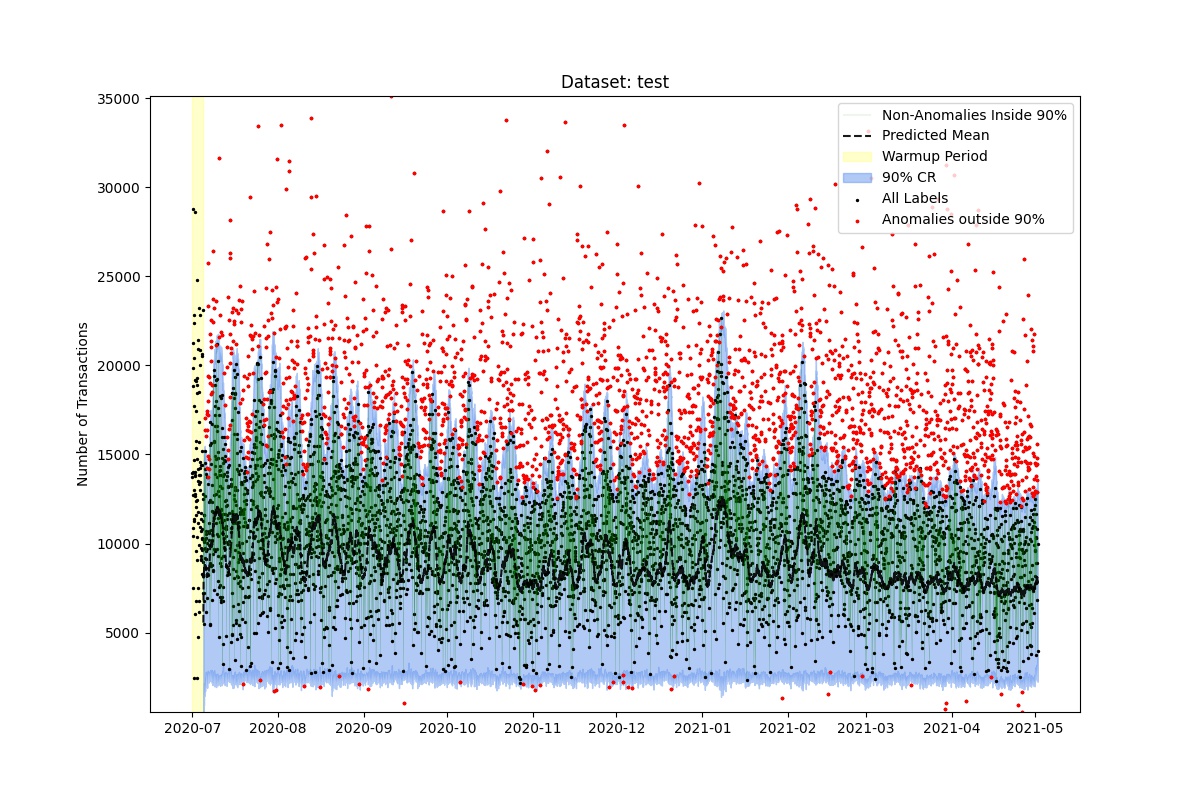 Dataset: test
Number of Transactions
35000
30000
25000
20000
15000
10000
5000
Non-Anomalies Inside 90%
Predicted Mean
Warmup Period
90% CR
All Labels
Anomalies outside 90%
2020-07 2020-08 2020-09 2020-10 2020-11 2020-12 2021-01 2021-02 2021-03 2021-04 2021-05